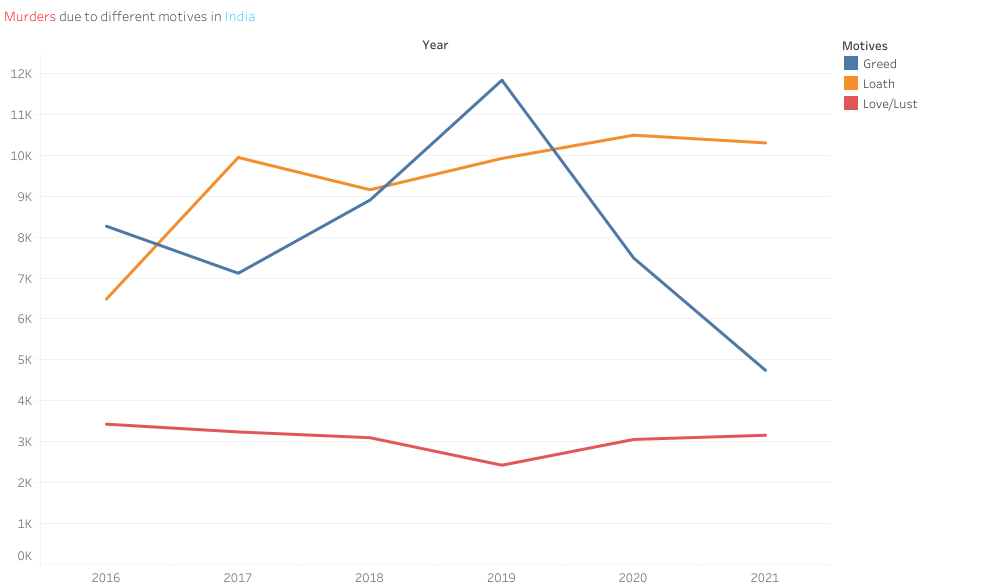 Murders due to different motives in India
Year
Motives
Greed
Loath
Love/Lust
12K
11K
10K
9K
8K
7K
6K
5K
4K
3K
2K
1K
0K
2016 2017 2018 2019 2020 2021